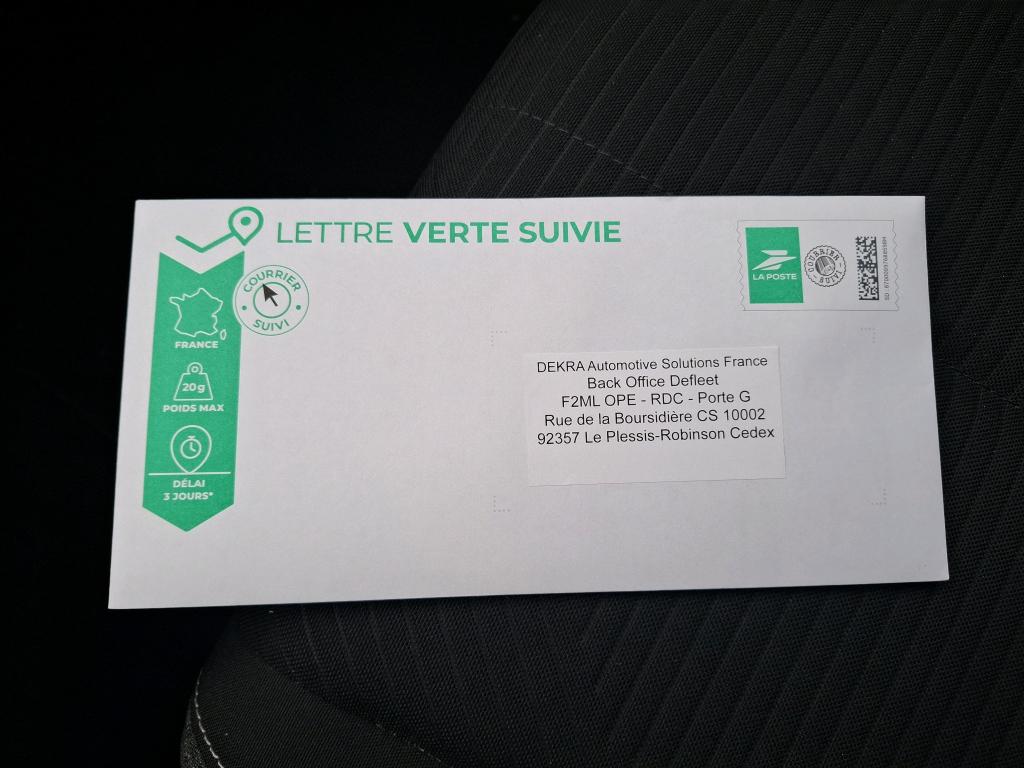 LETTRE VERTE SUIVIE
COURRIER
SUIVI
FRANCE
20g
POIDS MAX
DÉLAI
3 JOURS*
LA POSTE
COURRIER
SUIVI
DEKRA Automotive Solutions France
Back Office Defleet
F2ML OPE - RDC - Porte G
Rue de la Boursidière CS 10002
92357 Le Plessis-Robinson Cedex